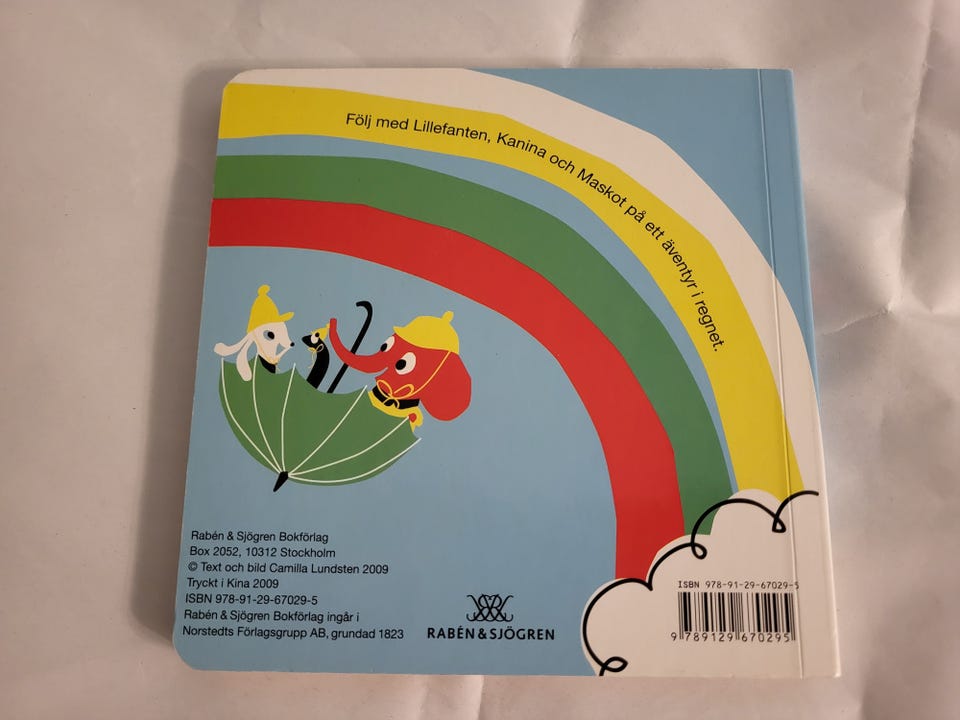 Följ med Lillefanten, Kanina och Maskot på ett äventyr i regnet.
Rabén & Sjögren Bokförlag
Box 2052, 10312 Stockholm
© Text och bild Camilla Lundsten 2009
Tryckt i Kina 2009
ISBN 978-91-29-67029-5
Rabén & Sjögren Bokförlag ingår i
Norstedts Förlagsgrupp AB, grundad 1823
RABÉN & SJÖGREN
ISBN 978-91-29-67029-5
9 789129 670295